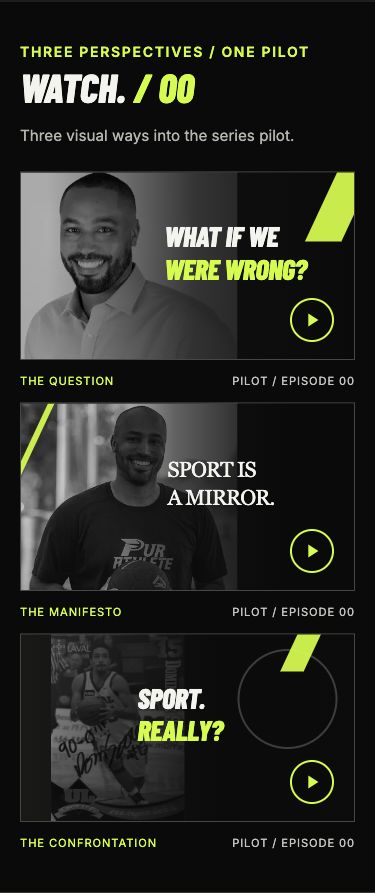 THREE PERSPECTIVES / ONE PILOT
WATCH. / 00
Three visual ways into the series pilot.
WHAT IF WE
WERE WRONG?
THE QUESTION
PILOT / EPISODE 00
SPORT IS
A MIRROR.
PUR
ATHLETE
THE MANIFESTO
PILOT / EPISODE 00
LAVAL
SPORT.
REALLY?
THE CONFRONTATION
PILOT / EPISODE 00